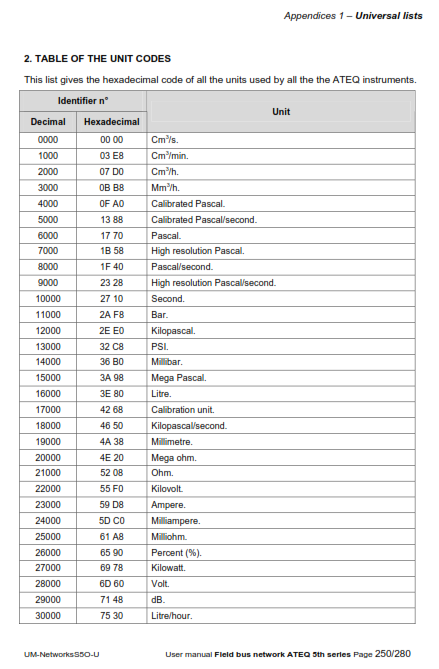 Appendices 1 – Universal lists
2. TABLE OF THE UNIT CODES
This list gives the hexadecimal code of all the units used by all the the ATEQ instruments.
Identifier n° Unit
Decimal Hexadecimal
0000 00 00 Cm³/s.
1000 03 E8 Cm³/min.
2000 07 D0 Cm³/h.
3000 0B B8 Mm³/h.
4000 0F A0 Calibrated Pascal.
5000 13 88 Calibrated Pascal/second.
6000 17 70 Pascal.
7000 1B 58 High resolution Pascal.
8000 1F 40 Pascal/second.
9000 23 28 High resolution Pascal/second.
10000 27 10 Second.
11000 2A F8 Bar.
12000 2E E0 Kilopascal.
13000 32 C8 PSI.
14000 36 B0 Millibar.
15000 3A 98 Mega Pascal.
16000 3E 80 Litre.
17000 42 68 Calibration unit.
18000 46 50 Kilopascal/second.
19000 4A 38 Millimetre.
20000 4E 20 Mega ohm.
21000 52 08 Ohm.
22000 55 F0 Kilovolt.
23000 59 D8 Ampere.
24000 5D C0 Milliampere.
25000 61 A8 Milliohm.
26000 65 90 Percent (%).
27000 69 78 Kilowatt.
28000 6D 60 Volt.
29000 71 48 dB.
30000 75 30 Litre/hour.
UM-NetworksS5O-U User manual Field bus network ATEQ 5th series Page 250/280